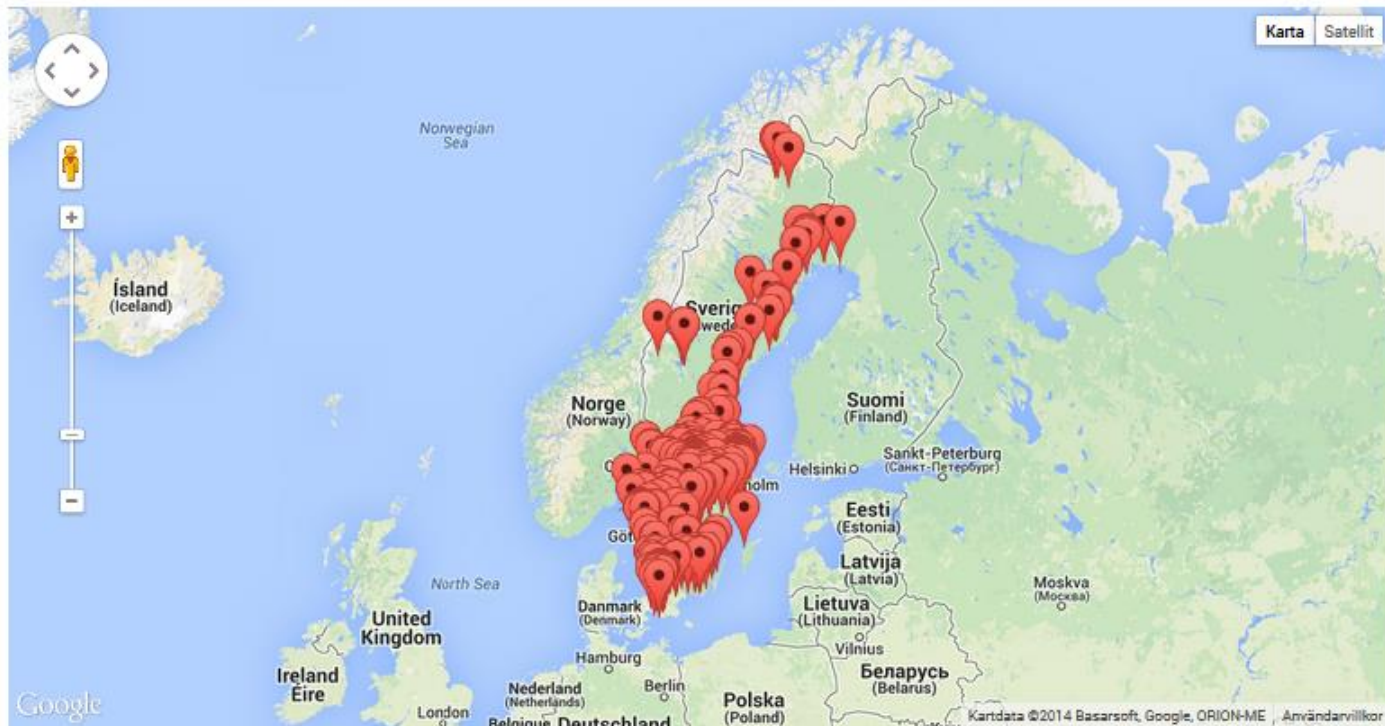 Karta Satellit
Norwegian
Sea
Ísland
(Iceland)
Norge
(Norway)
Suomi
(Finland)
Helsinki
Sankt-Peterburg
(Санкт-Петербург)
Eesti
(Estonia)
Latvija
(Latvia)
North Sea
Moskva
(Москва)
Danmark
(Denmark)
Lietuva
(Lithuania)
United
Kingdom
Vilnius
Hamburg
Беларусь
(Belarus)
Ireland
Éire
Nederland
(Netherlands)
Berlin
Polska
(Poland)
London
Belgique
Deutschland
Google
Kartdata ©2014 Basarsoft, Google, ORION-ME
Användarvillkor